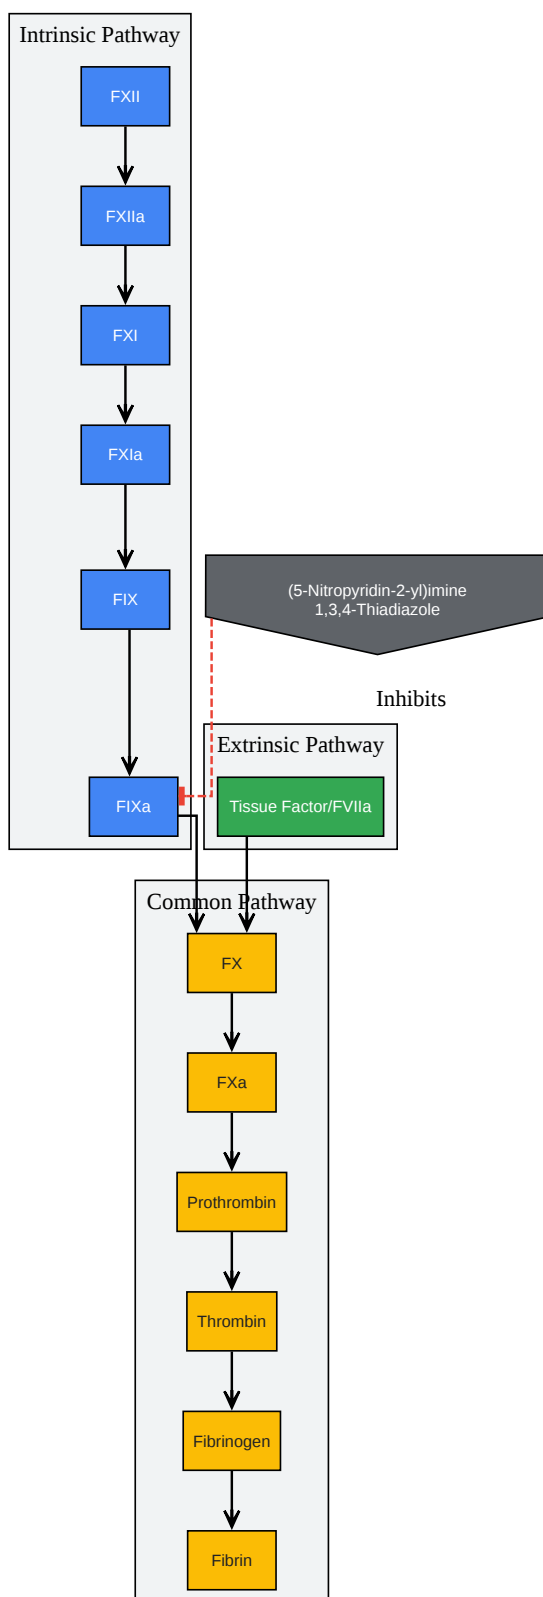 Intrinsic Pathway
FXII
FXIIa
FXI
FXIa
FIX
(5-Nitropyridin-2-yl)imine
1,3,4-Thiadiazole
Inhibits
Extrinsic Pathway
FIXa
Tissue Factor/FVIIa
Common Pathway
FX
FXa
Prothrombin
Thrombin
Fibrinogen
Fibrin